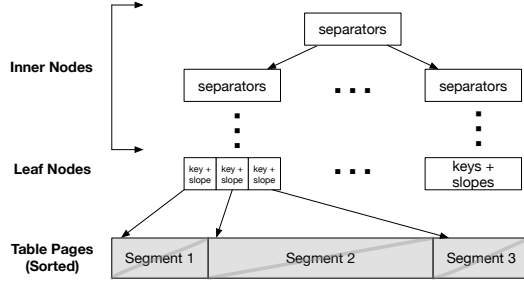 separators
Inner Nodes
separators
separators
Leaf Nodes
key +
slope
key +
slope
key +
slope
keys +
slopes
Table Pages
(Sorted)
Segment 1
Segment 2
Segment 3